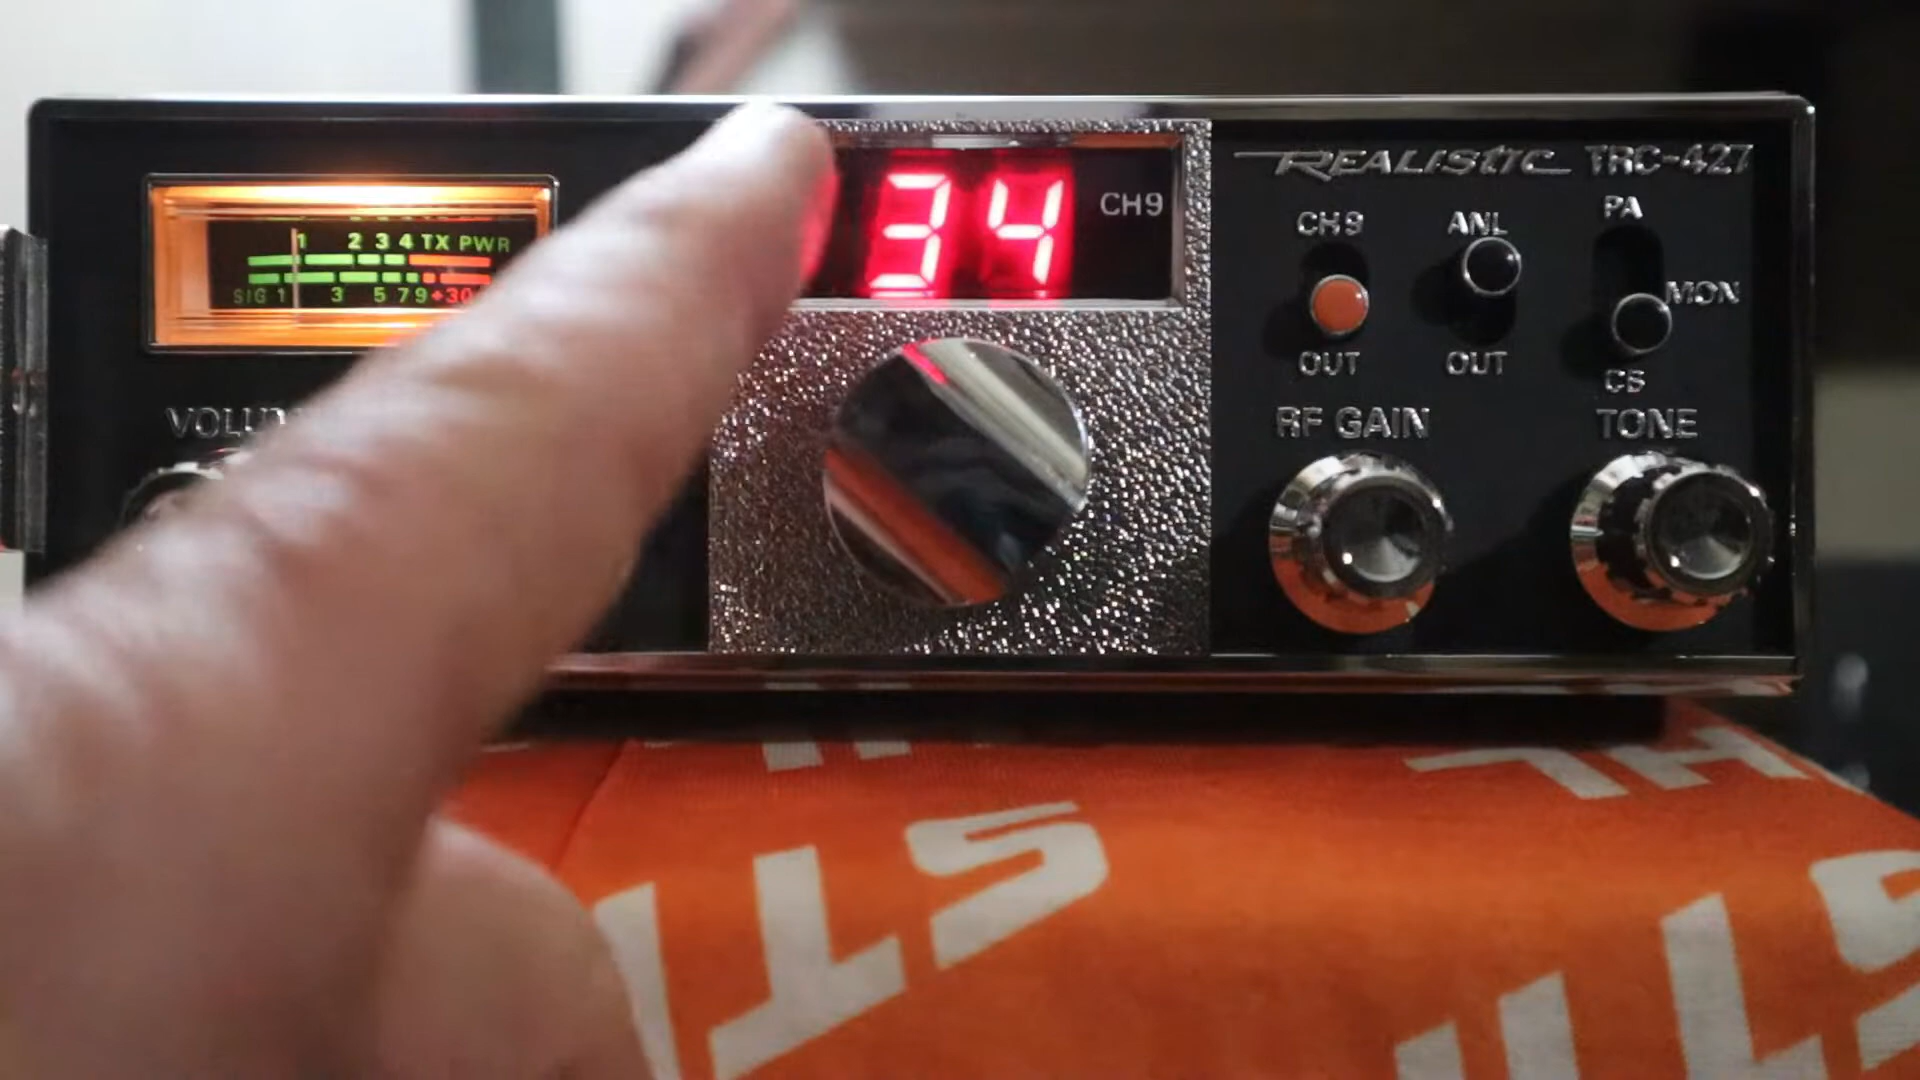 1 2 3 4 TX PWR
SIG 1 3 5 7 9 +30
34
CH9
REALISTIC TRC-427
CH9
ANL
PA
MON
OUT
OUT
CB
RF GAIN
TONE